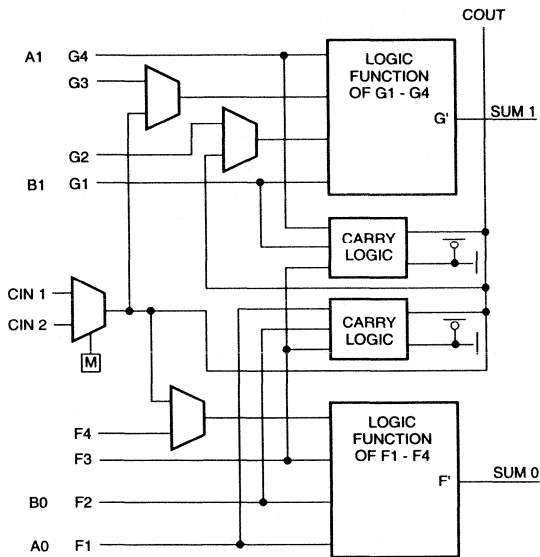 COUT
A1 G4
G3
LOGIC
FUNCTION
OF G1 - G4
G'
SUM 1
G2
B1 G1
CARRY
LOGIC
CIN 1
CIN 2
M
CARRY
LOGIC
F4
F3
LOGIC
FUNCTION
OF F1 - F4
F'
SUM 0
B0 F2
A0 F1